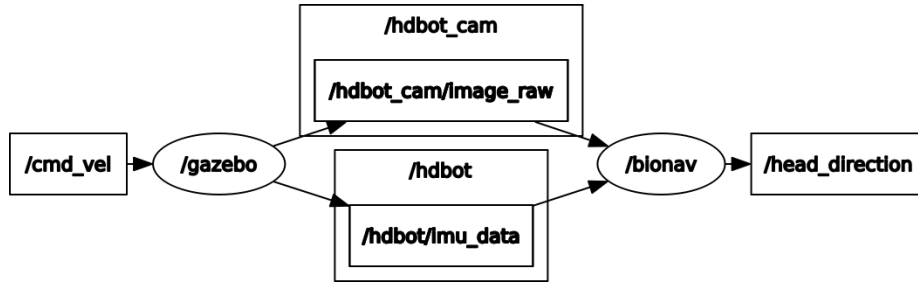 /hdbot_cam
/hdbot_cam/image_raw
/cmd_vel
/gazebo
/hdbot
/hdbot/imu_data
/bionav
/head_direction